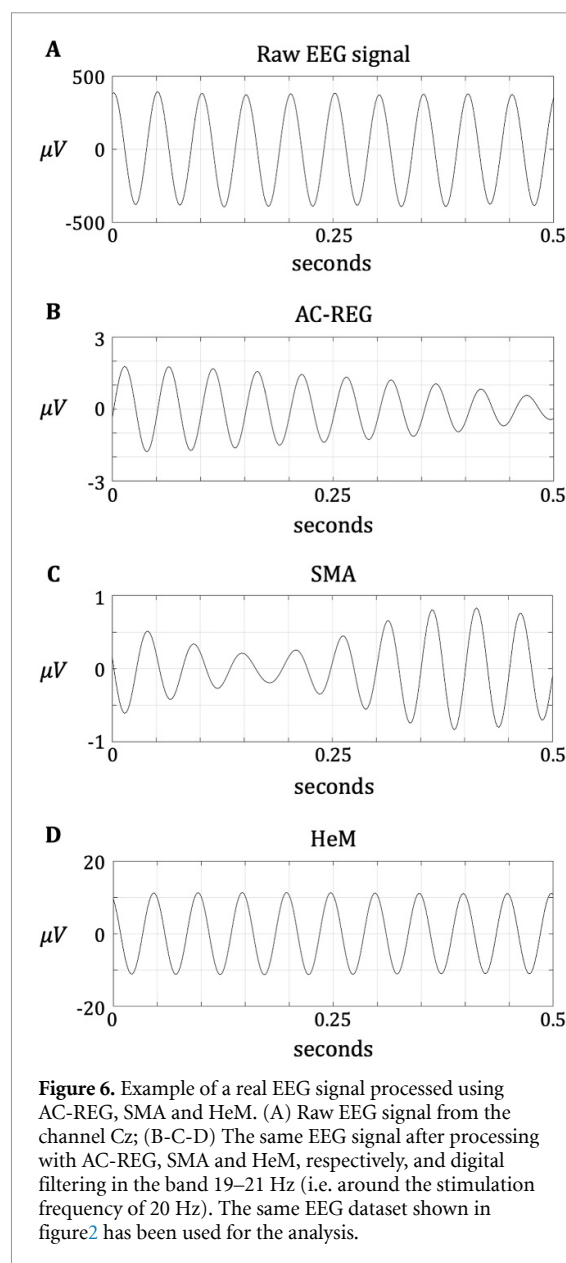 A
Raw EEG signal
500
μV
0
-500
0
0.25
0.5
seconds
B
AC-REG
3
μV
0
-3
0
0.25
0.5
seconds
C
SMA
1
μV
0
-1
0
0.25
0.5
seconds
D
HeM
20
μV
0
-20
0
0.25
0.5
seconds
Figure 6. Example of a real EEG signal processed using
AC-REG, SMA and HeM. (A) Raw EEG signal from the
channel Cz; (B-C-D) The same EEG signal after processing
with AC-REG, SMA and HeM, respectively, and digital
filtering in the band 19–21 Hz (i.e. around the stimulation
frequency of 20 Hz). The same EEG dataset shown in
figure2 has been used for the analysis.